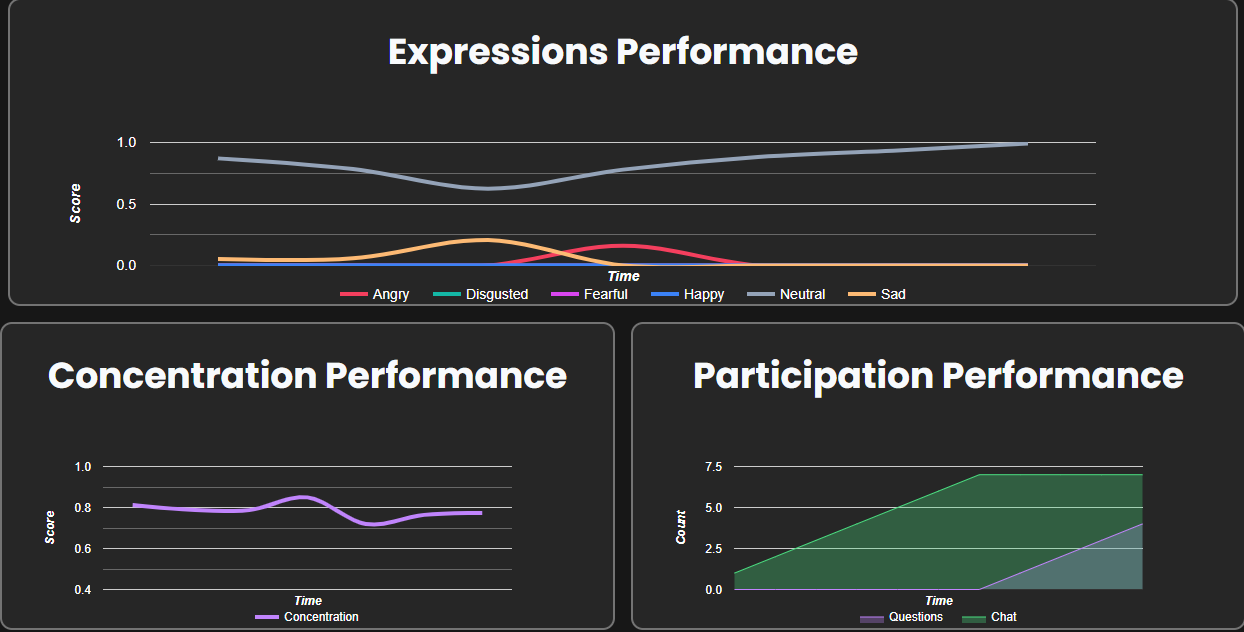 Expressions Performance
1.0
0.5
0.0
Score
Time
Angry Disgusted Fearful Happy Neutral Sad
Concentration Performance
1.0
0.8
0.6
0.4
Score
Time
Concentration
Participation Performance
7.5
5.0
2.5
0.0
Count
Time
Questions Chat